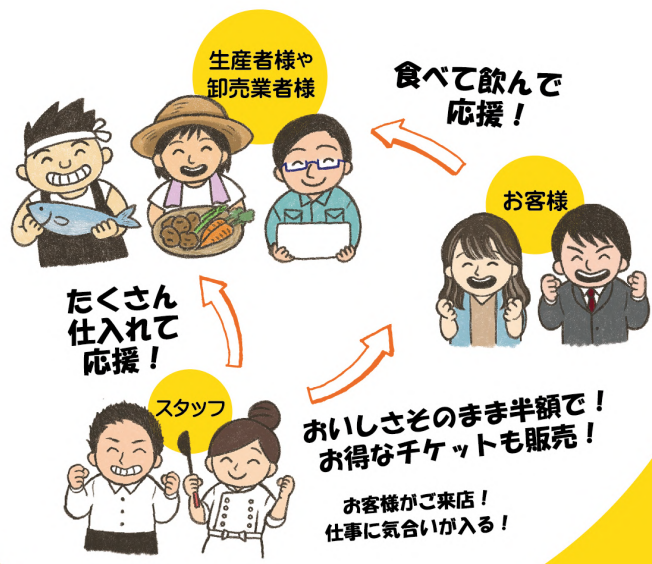 生産者様や
卸売業者様
食べて飲んで
応援！
お客様
たくさん
仕入れて
応援！
スタッフ
おいしさそのまま半額で！
お得なチケットも販売！
お客様がご来店！
仕事に気合いが入る！